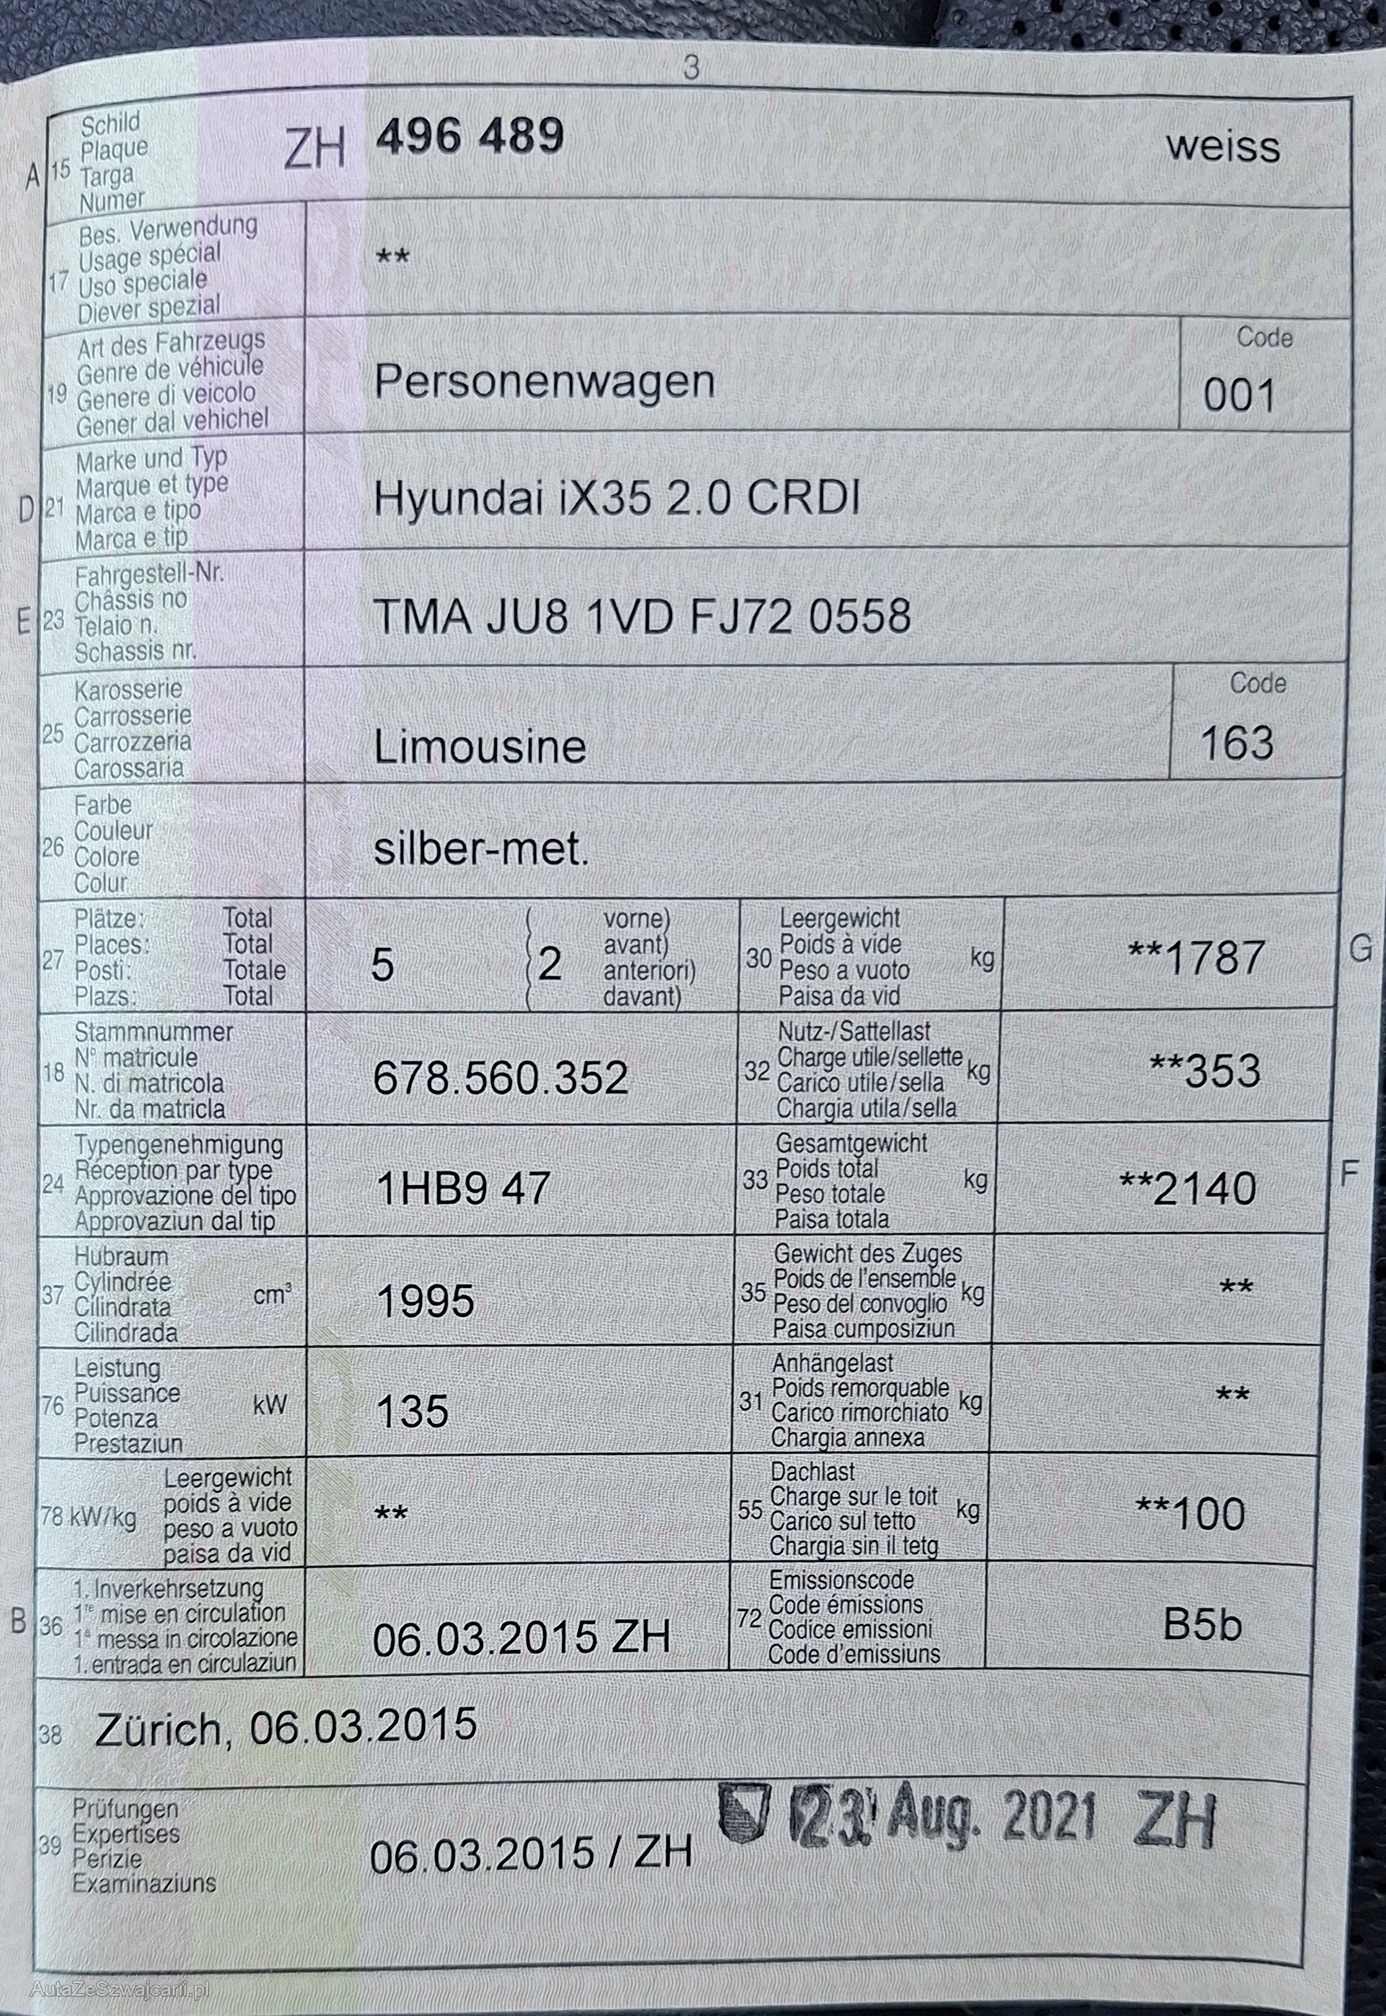 3
A 15 Schild
Plaque
Targa
Numer
ZH 496 489 weiss
17 Bes. Verwendung
Usage spécial
Uso speciale
Diever spezial
**
19 Art des Fahrzeugs
Genre de véhicule
Genere di veicolo
Gener dal vehichel
Personenwagen
Code
001
D 21 Marke und Typ
Marque et type
Marca e tipo
Marca e tip
Hyundai iX35 2.0 CRDI
E 23 Fahrgestell-Nr.
Châssis no
Telaio n.
Schassis nr.
TMA JU8 1VD FJ72 0558
25 Karosserie
Carrosserie
Carrozzeria
Carossaria
Limousine
Code
163
26 Farbe
Couleur
Colore
Colur
silber-met.
27 Plätze: Total
Places: Total
Posti: Totale
Plazs: Total
5 ( 2 vorne)
avant)
anteriori)
davant)
30 Leergewicht
Poids à vide
Peso a vuoto
Paisa da vid
kg
**1787
G
18 Stammnummer
N° matricule
N. di matricola
Nr. da matricla
678.560.352
32 Nutz-/Sattellast
Charge utile/sellette
Carico utile/sella
Chargia utila/sella
kg
**353
24 Typengenehmigung
Réception par type
Approvazione del tipo
Approvaziun dal tip
1HB9 47
33 Gesamtgewicht
Poids total
Peso totale
Paisa totala
kg
**2140
F
37 Hubraum
Cylindrée
Cilindrata
Cilindrada
cm³
1995
35 Gewicht des Zuges
Poids de l'ensemble
Peso del convoglio
Paisa cumposiziun
kg
**
76 Leistung
Puissance
Potenza
Prestaziun
kW
135
31 Anhängelast
Poids remorquable
Carico rimorchiato
Chargia annexa
kg
**
78 kW/kg Leergewicht
poids à vide
peso a vuoto
paisa da vid
**
55 Dachlast
Charge sur le toit
Carico sul tetto
Chargia sin il tetg
kg
**100
B 36 1. Inverkehrsetzung
1re mise en circulation
1a messa in circolazione
1. entrada en circulaziun
06.03.2015 ZH
72 Emissionscode
Code émissions
Codice emissioni
Code d'emissiuns
B5b
38 Zürich, 06.03.2015
39 Prüfungen
Expertises
Perizie
Examinaziuns
06.03.2015 / ZH
23. Aug. 2021 ZH
AutaZeSzwajcarii.pl